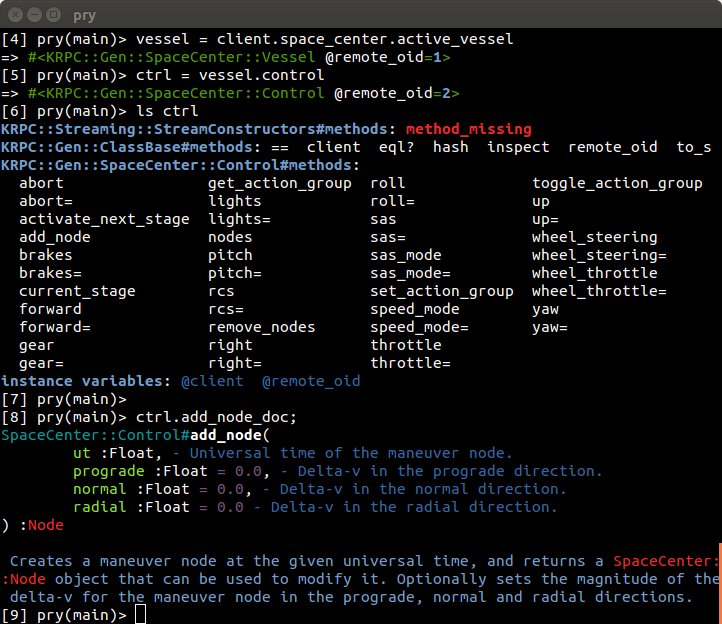 pry
[4] pry(main)> vessel = client.space_center.active_vessel
=> #<KRPC::Gen::SpaceCenter::Vessel @remote_oid=1>
[5] pry(main)> ctrl = vessel.control
=> #<KRPC::Gen::SpaceCenter::Control @remote_oid=2>
[6] pry(main)> ls ctrl
KRPC::Streaming::StreamConstructors#methods: method_missing
KRPC::Gen::ClassBase#methods: ==  client  eql?  hash  inspect  remote_oid  to_s
KRPC::Gen::SpaceCenter::Control#methods:
  abort                get_action_group  roll              toggle_action_group
  abort=               lights            roll=             up
  activate_next_stage  lights=           sas               up=
  add_node             nodes             sas=              wheel_steering
  brakes               pitch             sas_mode          wheel_steering=
  brakes=              pitch=            sas_mode=         wheel_throttle
  current_stage        rcs               set_action_group  wheel_throttle=
  forward              rcs=              speed_mode        yaw
  forward=             remove_nodes      speed_mode=       yaw=
  gear                 right             throttle
  gear=                right=            throttle=
instance variables: @client  @remote_oid
[7] pry(main)>
[8] pry(main)> ctrl.add_node_doc;
SpaceCenter::Control#add_node(
        ut :Float, - Universal time of the maneuver node.
        prograde :Float = 0.0, - Delta-v in the prograde direction.
        normal :Float = 0.0, - Delta-v in the normal direction.
        radial :Float = 0.0 - Delta-v in the radial direction.
) :Node
 Creates a maneuver node at the given universal time, and returns a SpaceCenter:
:Node object that can be used to modify it. Optionally sets the magnitude of the
 delta-v for the maneuver node in the prograde, normal and radial directions.
[9] pry(main)>